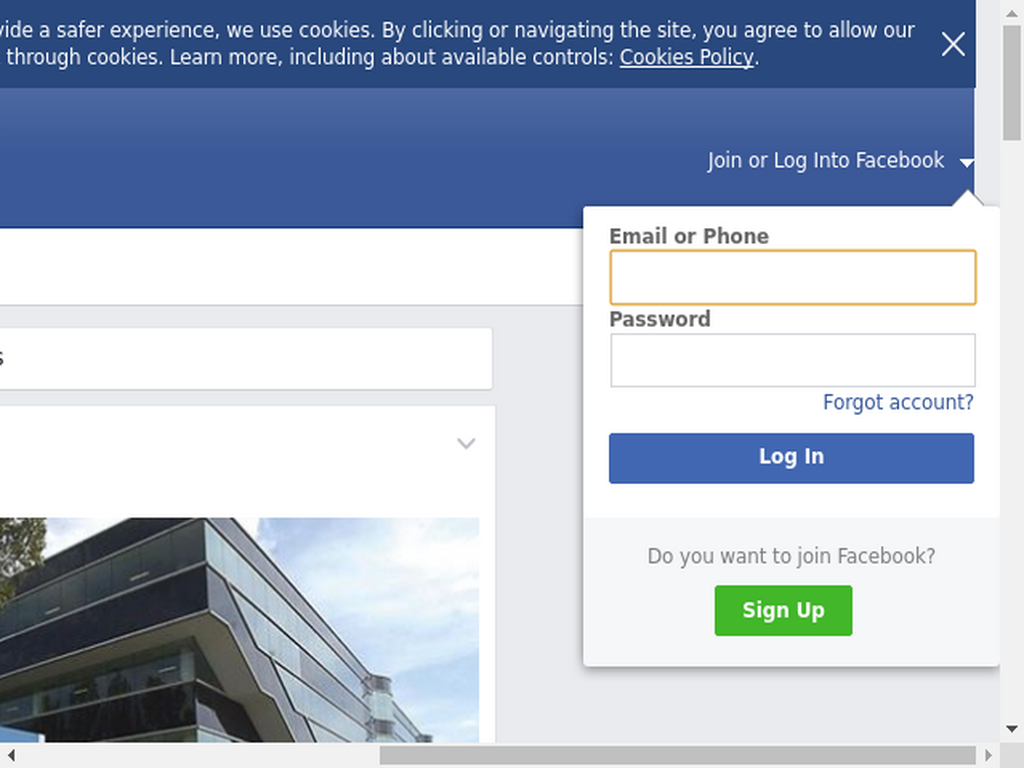 vide a safer experience, we use cookies. By clicking or navigating the site, you agree to allow our
through cookies. Learn more, including about available controls: Cookies Policy.
Join or Log Into Facebook
Email or Phone
Password
s
Forgot account?
Log In
Do you want to join Facebook?
Sign Up